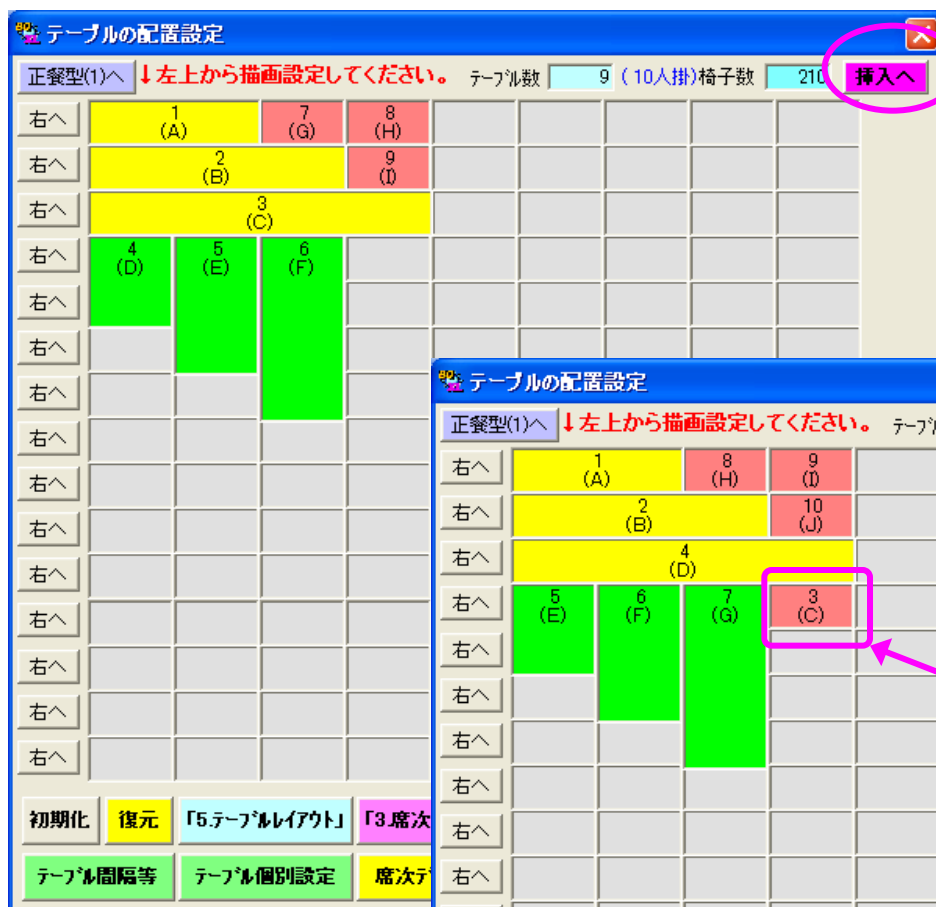 テーブルの配置設定
正餐型(1)へ ↓左上から描画設定してください。 テーブル数 9 (10人掛)椅子数 210 挿入へ
右へ 1 7 8
(A) (G) (H)
右へ 2 9
(B) (I)
右へ 3
(C)
右へ 4 5 6
(D) (E) (F)
右へ
右へ
右へ
右へ
右へ
右へ
右へ
右へ
右へ
右へ
右へ
初期化 復元 「5.テーブルレイアウト」 「3.席次
テーブル間隔等 テーブル個別設定 席次デ
テーブルの配置設定
正餐型(1)へ ↓左上から描画設定してください。 テーブ
右へ 1 8 9
(A) (H) (I)
右へ 2 10
(B) (J)
右へ 4
(D)
右へ 5 6 7 3
(E) (F) (G) (C)
右へ
右へ
右へ
右へ
右へ
右へ